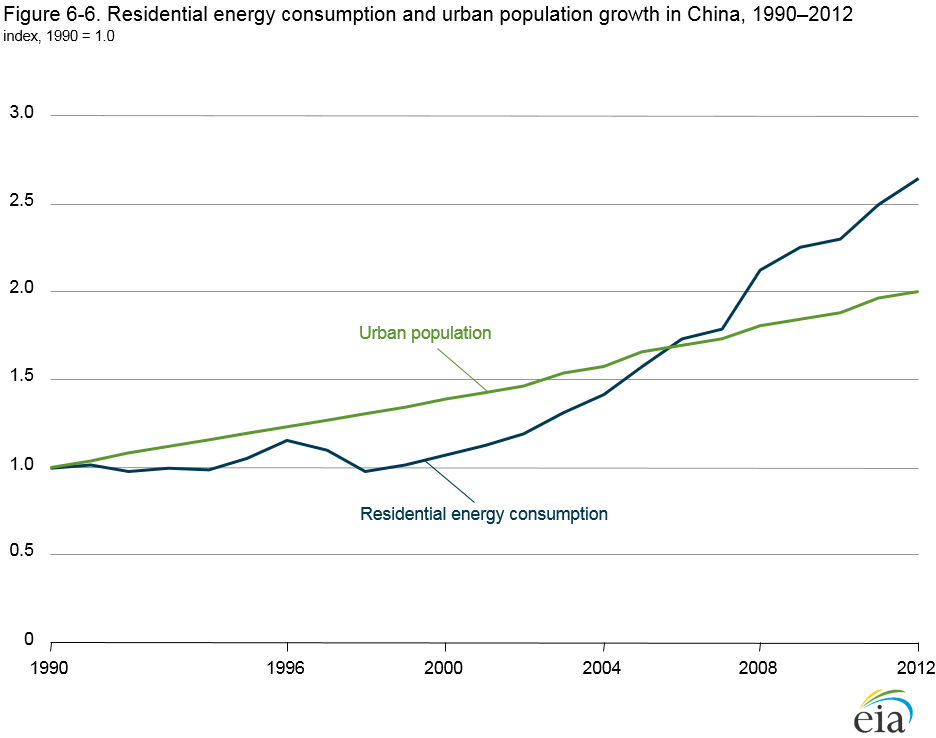 Figure 6-6. Residential energy consumption and urban population growth in China, 1990–2012
index, 1990 = 1.0
3.0
2.5
2.0
Urban population
1.5
1.0
Residential energy consumption
0.5
0
1990
1996
2000
2004
2008
2012
eia